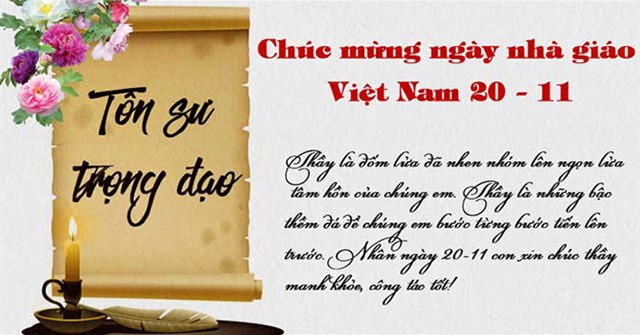 Tôn sư
trọng đạo
Chúc mừng ngày nhà giáo
Việt Nam 20 - 11
Thầy là đốm lửa đã nhen nhóm lên ngọn lửa
tâm hồn của chúng em. Thầy là những bậc
thềm đá để chúng em bước từng bước tiến lên
trước. Nhân ngày 20-11 con xin chúc thầy
manh khỏe, công tác tốt!